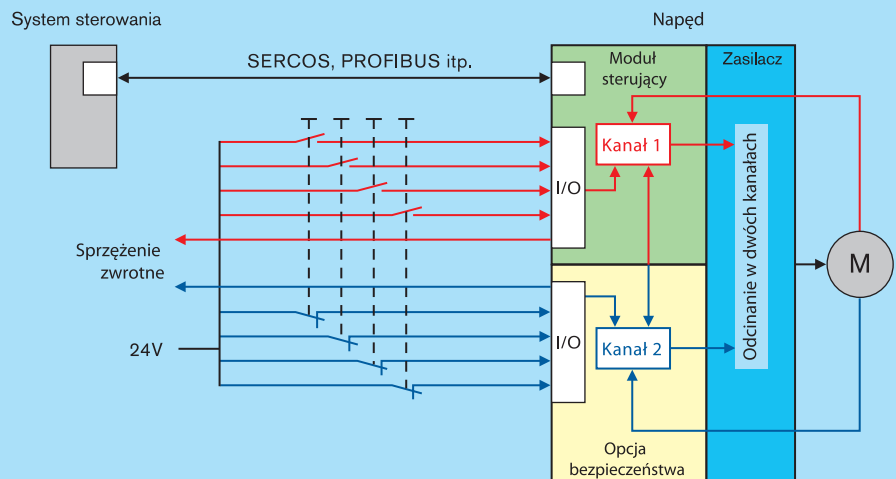 System sterowania
Napęd
SERCOS, PROFIBUS itp.
Moduł
sterujący
Zasilacz
Kanał 1
I/O
Odcinanie w dwóch kanałach
M
Sprzężenie
zwrotne
24V
I/O
Kanał 2
Opcja
bezpieczeństwa